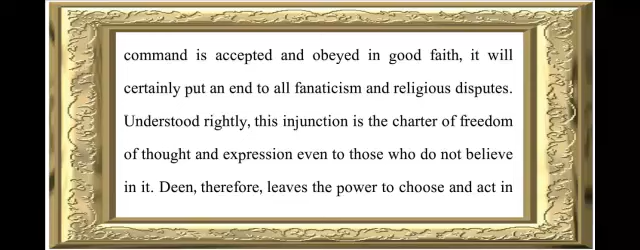 command is accepted and obeyed in good faith, it will
certainly put an end to all fanaticism and religious disputes.
Understood rightly, this injunction is the charter of freedom
of thought and expression even to those who do not believe
in it. Deen, therefore, leaves the power to choose and act in